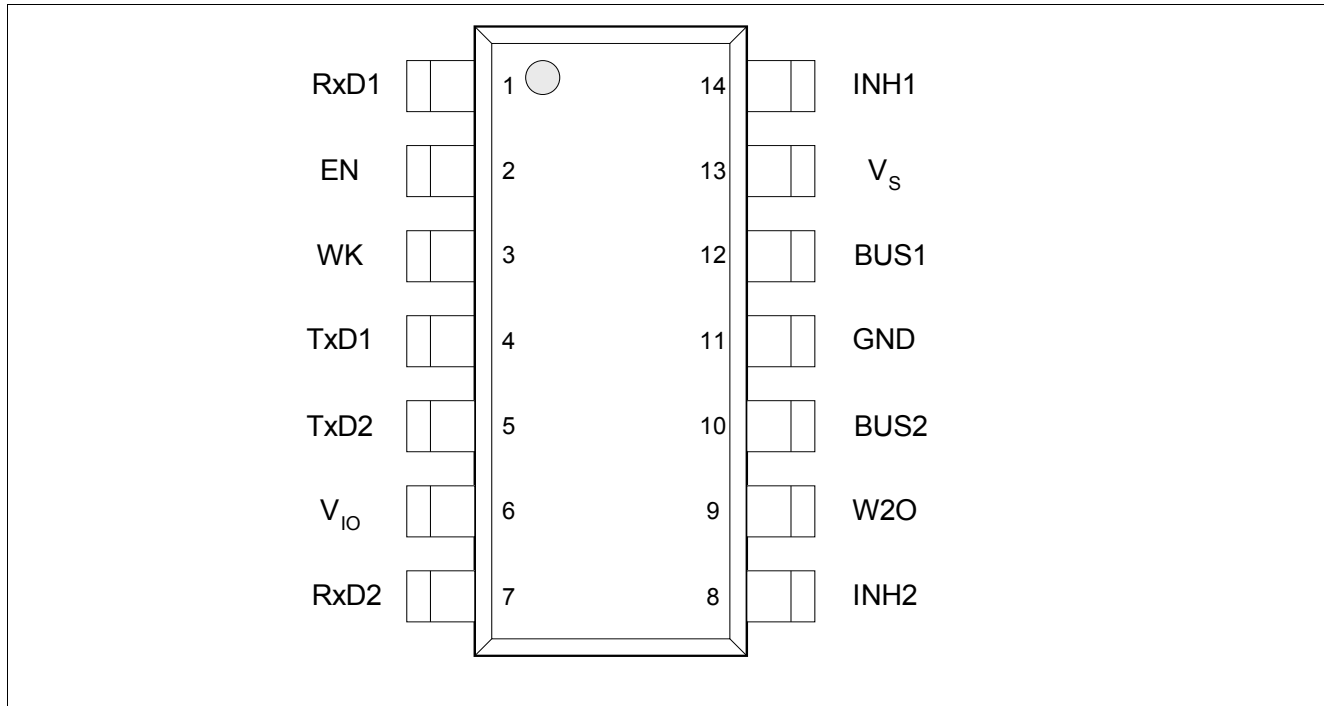 RxD1 1 14 INH1
EN 2 13 VS
WK 3 12 BUS1
TxD1 4 11 GND
TxD2 5 10 BUS2
VIO 6 9 W2O
RxD2 7 8 INH2